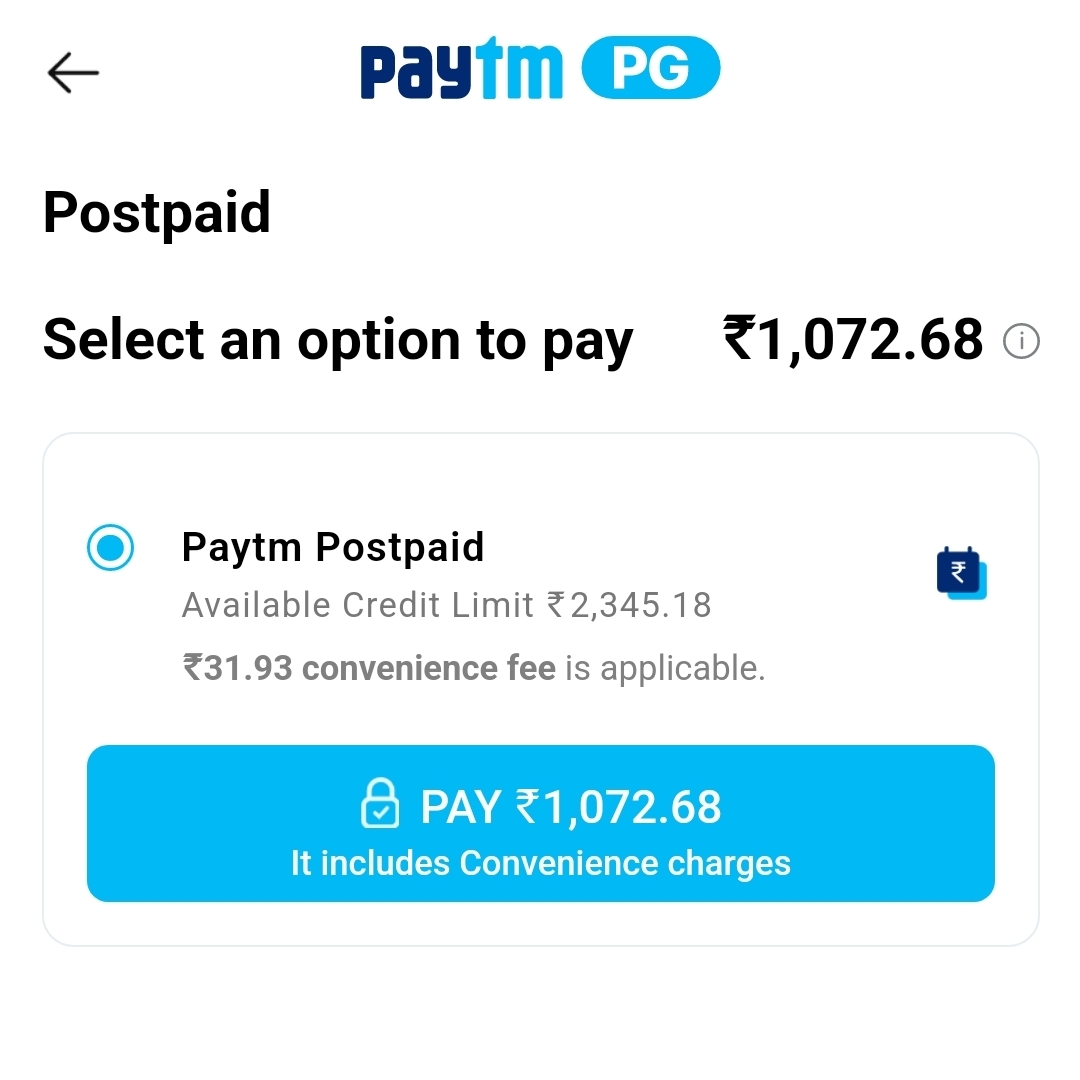 paytm PG
Postpaid
Select an option to pay ₹1,072.68
Paytm Postpaid
Available Credit Limit ₹2,345.18
₹31.93 convenience fee is applicable.
PAY ₹1,072.68
It includes Convenience charges